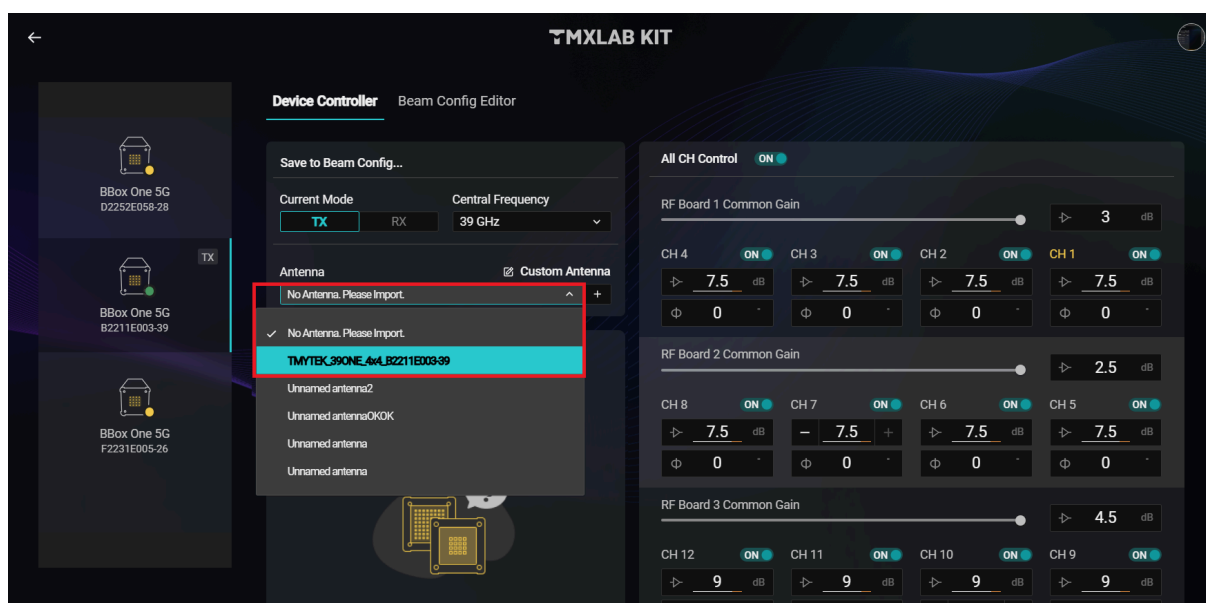 TMXLAB KIT
Device Controller Beam Config Editor
BBox One 5G
D2252E058-28
TX
BBox One 5G
B2211E003-39
BBox One 5G
F2231E005-26
Save to Beam Config...
Current Mode Central Frequency
TX RX 39 GHz
Antenna Custom Antenna
No Antenna. Please Import. +
No Antenna. Please Import.
TMYTEK_39ONE_4x4_B2211E003-39
Unnamed antenna2
Unnamed antennaOKOK
Unnamed antenna
Unnamed antenna
All CH Control ON
RF Board 1 Common Gain
3 dB
CH 4 ON CH 3 ON CH 2 ON CH 1 ON
7.5 dB 7.5 dB 7.5 dB 7.5 dB
Φ 0 ° Φ 0 ° Φ 0 ° Φ 0 °
RF Board 2 Common Gain
2.5 dB
CH 8 ON CH 7 ON CH 6 ON CH 5 ON
7.5 dB − 7.5 + 7.5 dB 7.5 dB
Φ 0 ° Φ 0 ° Φ 0 ° Φ 0 °
RF Board 3 Common Gain
4.5 dB
CH 12 ON CH 11 ON CH 10 ON CH 9 ON
9 dB 9 dB 9 dB 9 dB